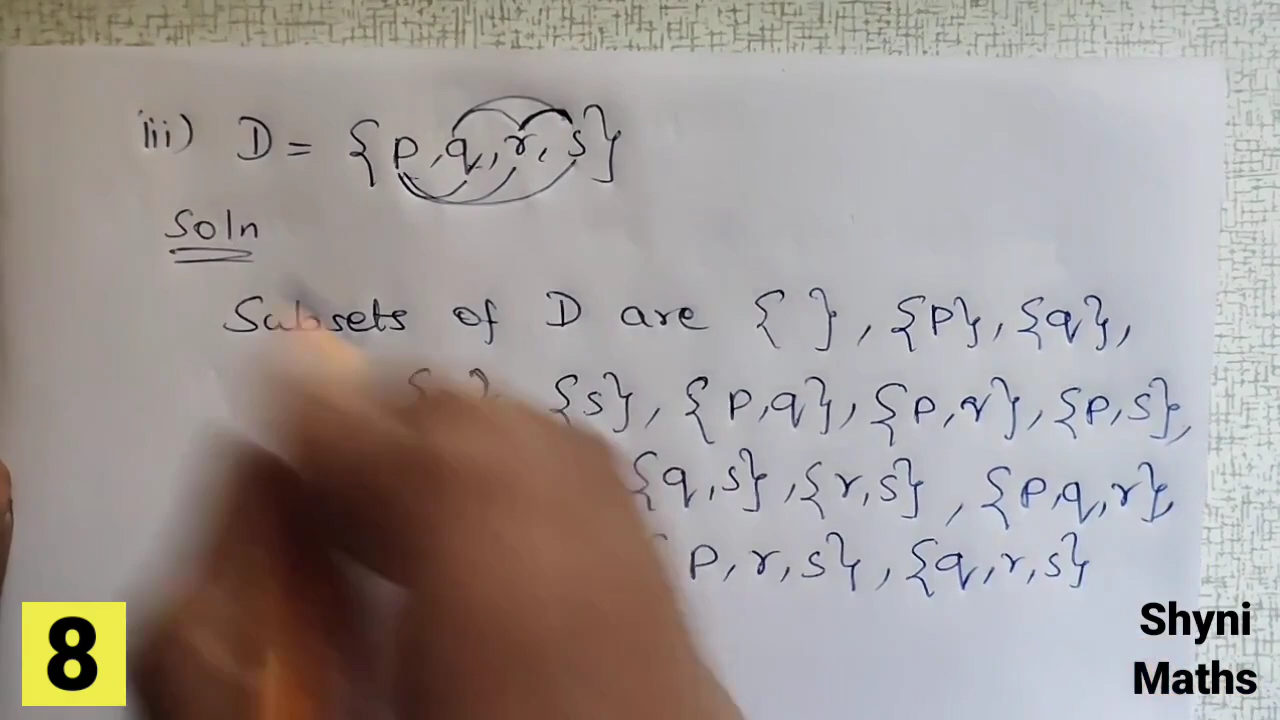 iii) D = {p, q, r, s}
Soln
Subsets of D are { }, {p}, {q},
{s}, {p,q}, {p,r}, {p,s},
{q,s}, {r,s}, {p,q,r},
p,r,s}, {q,r,s}
8
Shyni
Maths